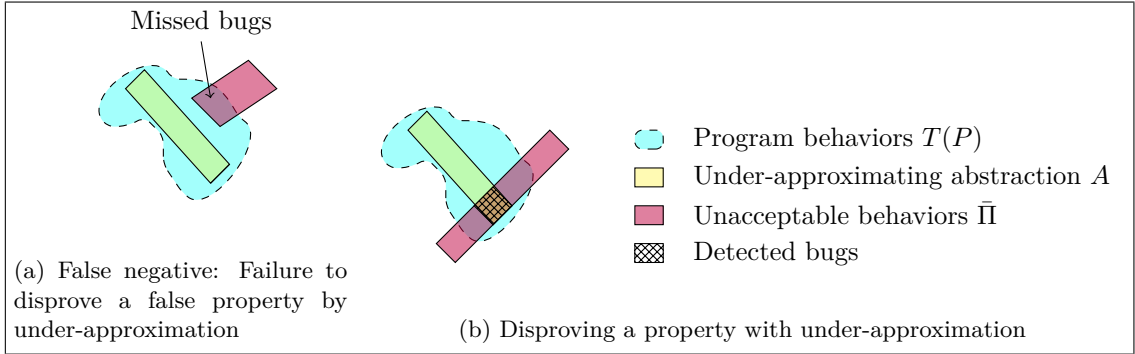 Missed bugs
(a) False negative: Failure to
disprove a false property by
under-approximation
Program behaviors T(P)
Under-approximating abstraction A
Unacceptable behaviors Π̄
Detected bugs
(b) Disproving a property with under-approximation